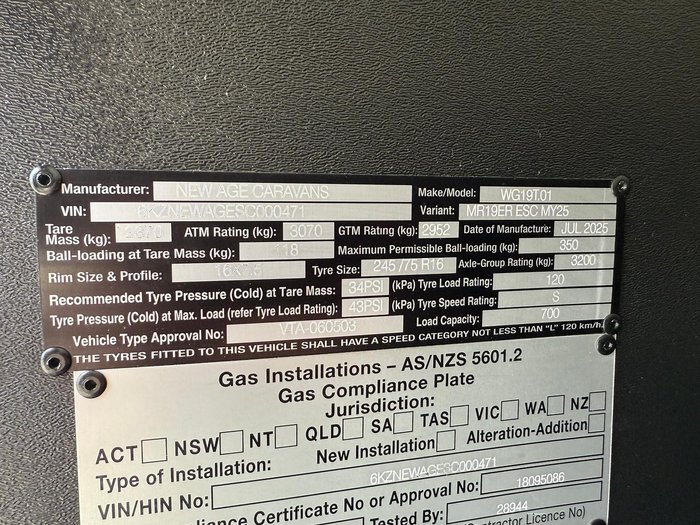 Manufacturer: NEW AGE CARAVANS Make/Model: WG19T.01
VIN: 6KZNEWAGESC000471 Variant: MR19ER ESC MY25
Tare Mass (kg): 2370 ATM Rating (kg): 3070 GTM Rating (kg): 2952 Date of Manufacture: JUL 2025
Ball-loading at Tare Mass (kg): 118 Maximum Permissible Ball-loading (kg): 350
Rim Size & Profile: 16X7.5 Tyre Size: 245 /75 R16 Axle-Group Rating (kg): 3200
Recommended Tyre Pressure (Cold) at Tare Mass: 34PSI (kPa) Tyre Load Rating: 120
Tyre Pressure (Cold) at Max. Load (refer Tyre Load Rating): 43PSI (kPa) Tyre Speed Rating: S
Vehicle Type Approval No: VTA-060503 Load Capacity: 700
THE TYRES FITTED TO THIS VEHICLE SHALL HAVE A SPEED CATEGORY NOT LESS THAN "L" 120 km/h.
Gas Installations – AS/NZS 5601.2
Gas Compliance Plate
Jurisdiction:
ACT NSW NT QLD SA TAS VIC WA NZ
Type of Installation: New Installation Alteration-Addition
VIN/HIN No: 6KZNEWAGESC000471
Certificate No or Approval No: 18095086
Tested By: 28944
Licence No)